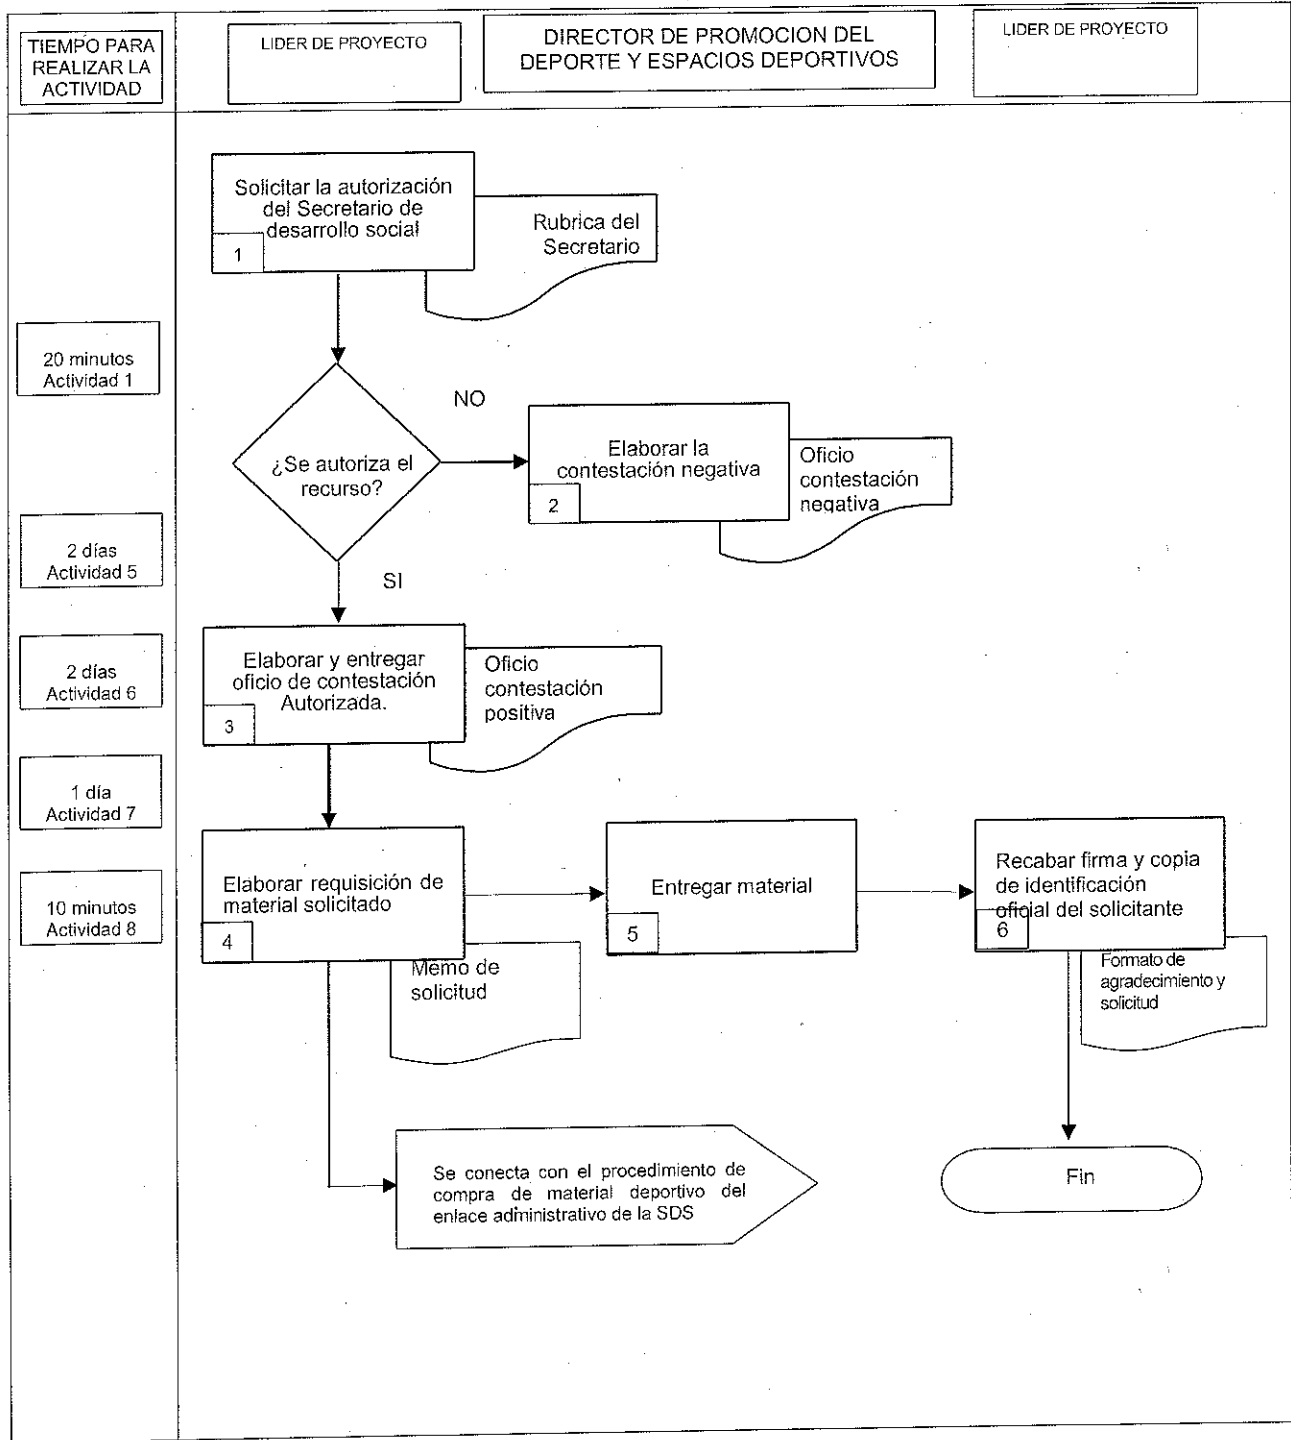 TIEMPO PARA
REALIZAR LA
ACTIVIDAD
LIDER DE PROYECTO
DIRECTOR DE PROMOCION DEL
DEPORTE Y ESPACIOS DEPORTIVOS
LIDER DE PROYECTO
Solicitar la autorización
del Secretario de
desarrollo social
1
Rubrica del
Secretario
20 minutos
Actividad 1
¿Se autoriza el
recurso?
NO
Elaborar la
contestación negativa
2
Oficio
contestación
negativa
2 días
Actividad 5
SI
2 días
Actividad 6
Elaborar y entregar
oficio de contestación
Autorizada.
3
Oficio
contestación
positiva
1 día
Actividad 7
10 minutos
Actividad 8
Elaborar requisición de
material solicitado
4
Memo de
solicitud
Entregar material
5
Recabar firma y copia
de identificación
oficial del solicitante
6
Formato de
agradecimiento y
solicitud
Se conecta con el procedimiento de
compra de material deportivo del
enlace administrativo de la SDS
Fin